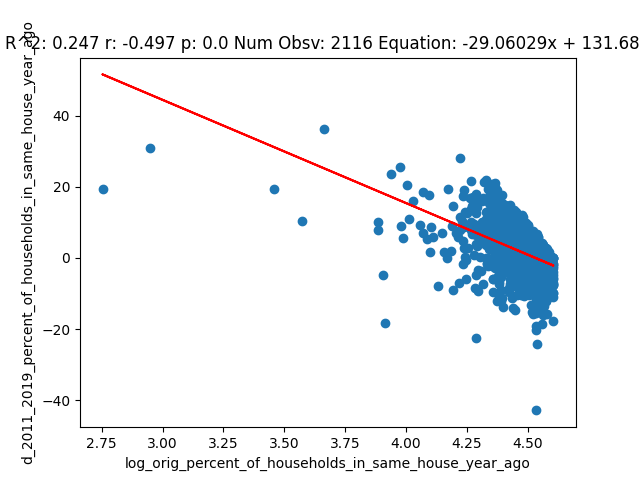 R^2: 0.247 r: -0.497 p: 0.0 Num Obsv: 2116 Equation: -29.06029x + 131.68
d_2011_2019_percent_of_households_in_same_house_year_ago
40
20
0
−20
−40
2.75 3.00 3.25 3.50 3.75 4.00 4.25 4.50
log_orig_percent_of_households_in_same_house_year_ago